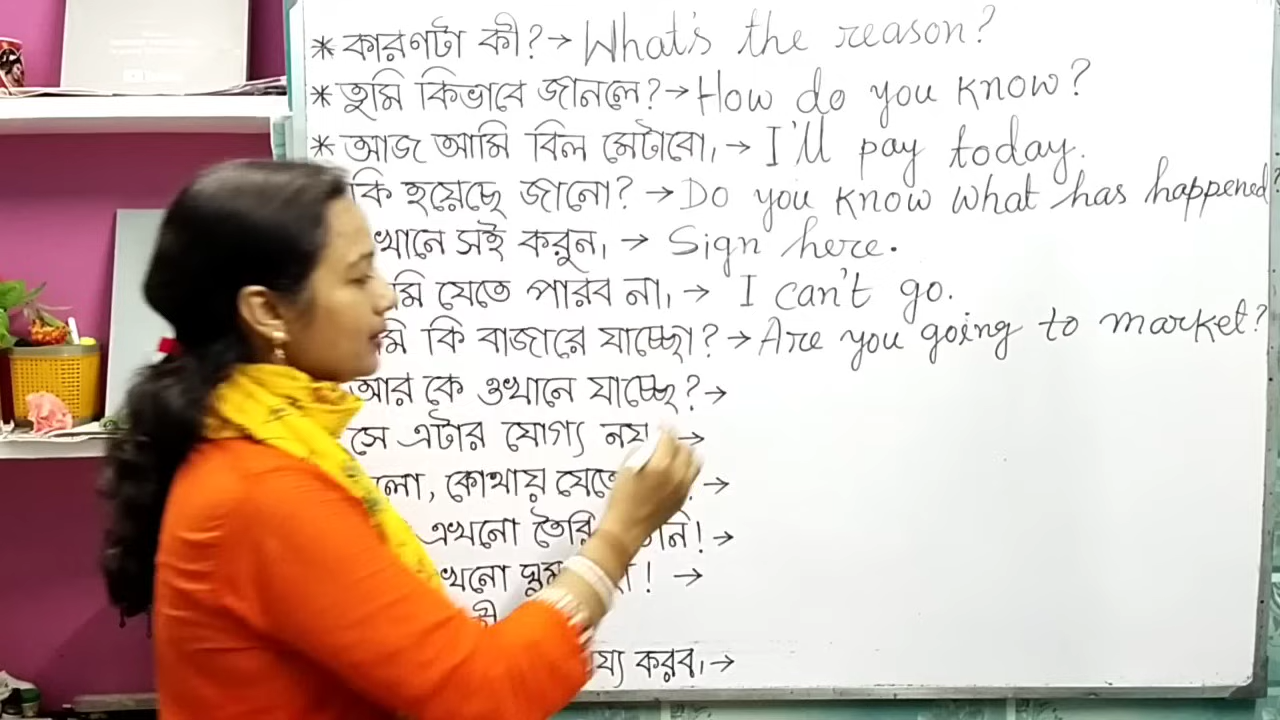 * কারণটা কী? → What's the reason?
* তুমি কিভাবে জানলে? → How do you know?
* আজ আমি বিল মেটাবো, → I'll pay today.
কি হয়েছে জানো? → Do you know what has happened?
সই করুন, → Sign here.
যেতে পারব না, → I can't go.
কি বাজারে যাচ্ছো? → Are you going to market?
আর কে ওখানে যাচ্ছে? →
সে এটার যোগ্য নয় →
কোথায় যেতে →
এখনো তৈরি →
→
করব, →